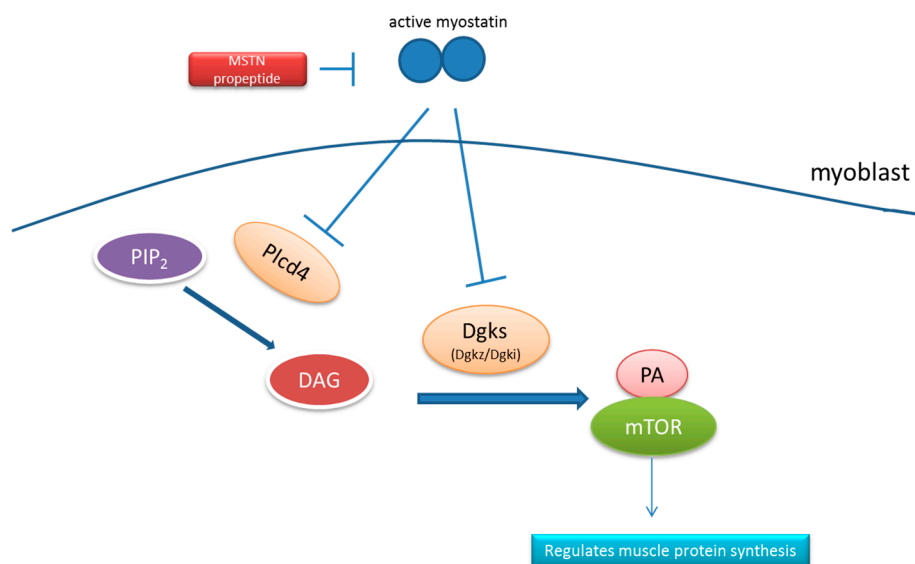 active myostatin
MSTN
propeptide
myoblast
PIP₂
Plcd4
Dgks
(Dgkz/Dgki)
DAG
PA
mTOR
Regulates muscle protein synthesis